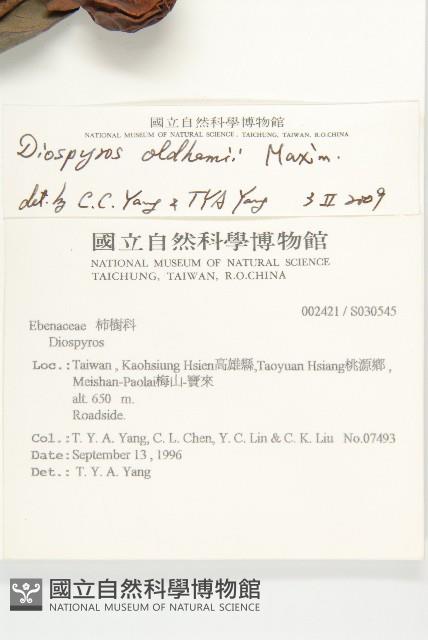 國立自然科學博物館
NATIONAL MUSEUM OF NATURAL SCIENCE, TAICHUNG, TAIWAN, R.O.CHINA
Diospyros oldhamii Maxim.
det. by C.C. Yang & T Y A Yang 3 II 2009
國立自然科學博物館
NATIONAL MUSEUM OF NATURAL SCIENCE
TAICHUNG, TAIWAN, R.O.CHINA
002421 / S030545
Ebenaceae 柿樹科
Diospyros
Loc.:Taiwan , Kaohsiung Hsien高雄縣,Taoyuan Hsiang桃源鄉 ,
Meishan-Paolai梅山-寶來
alt. 650 m.
Roadside.
Col.:T. Y. A. Yang, C. L. Chen, Y. C. Lin & C. K. Liu No.07493
Date:September 13 , 1996
Det.: T. Y. A. Yang
國立自然科學博物館
NATIONAL MUSEUM OF NATURAL SCIENCE